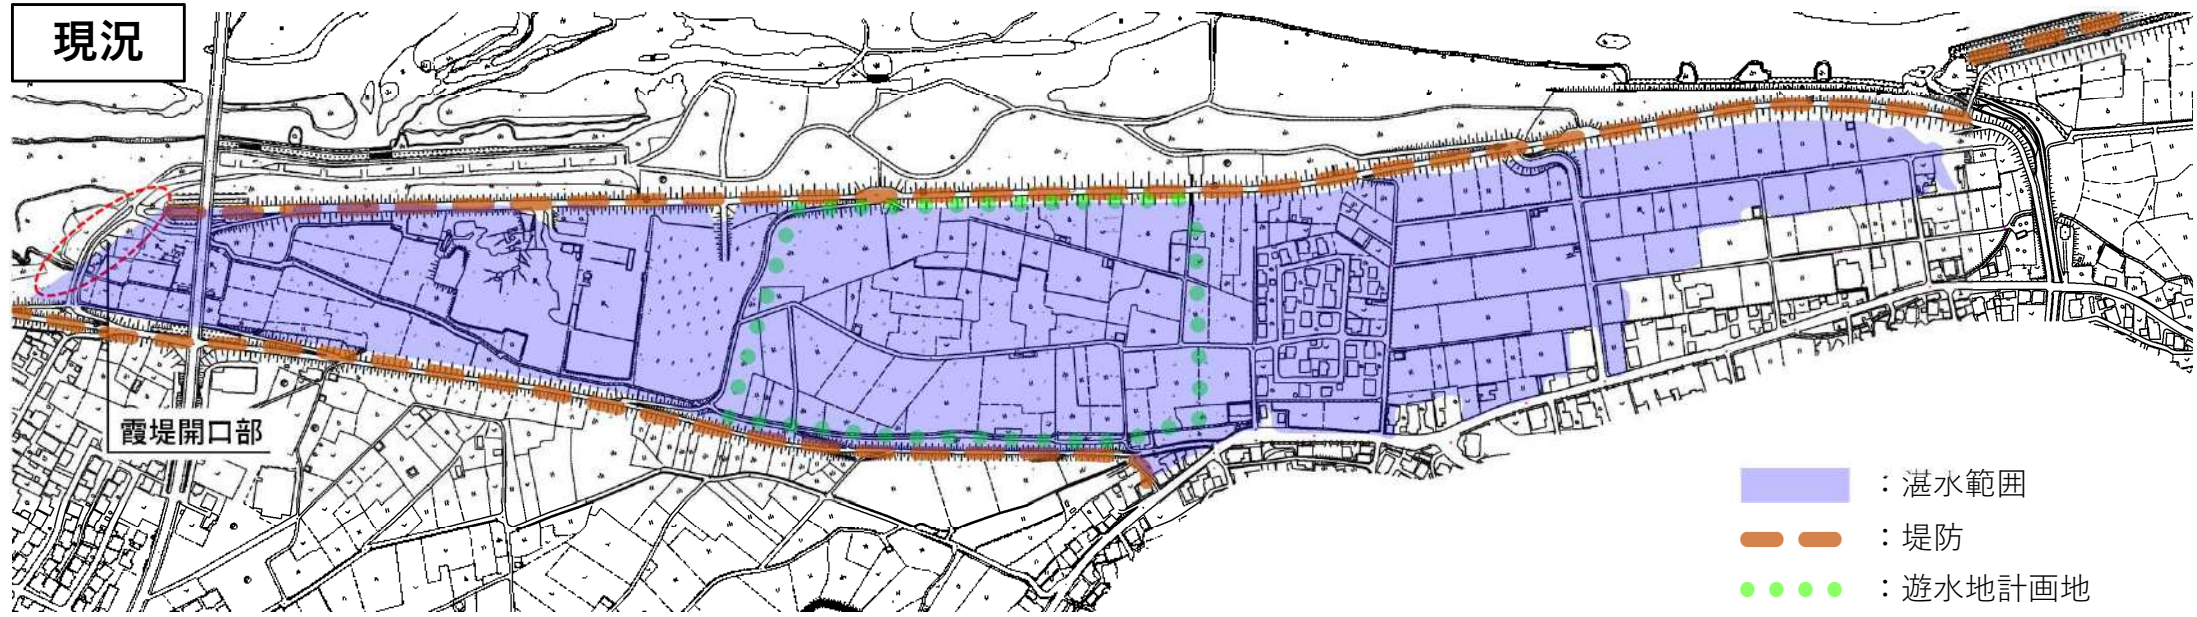 現況
霞堤開口部
：湛水範囲
：堤防
：遊水地計画地